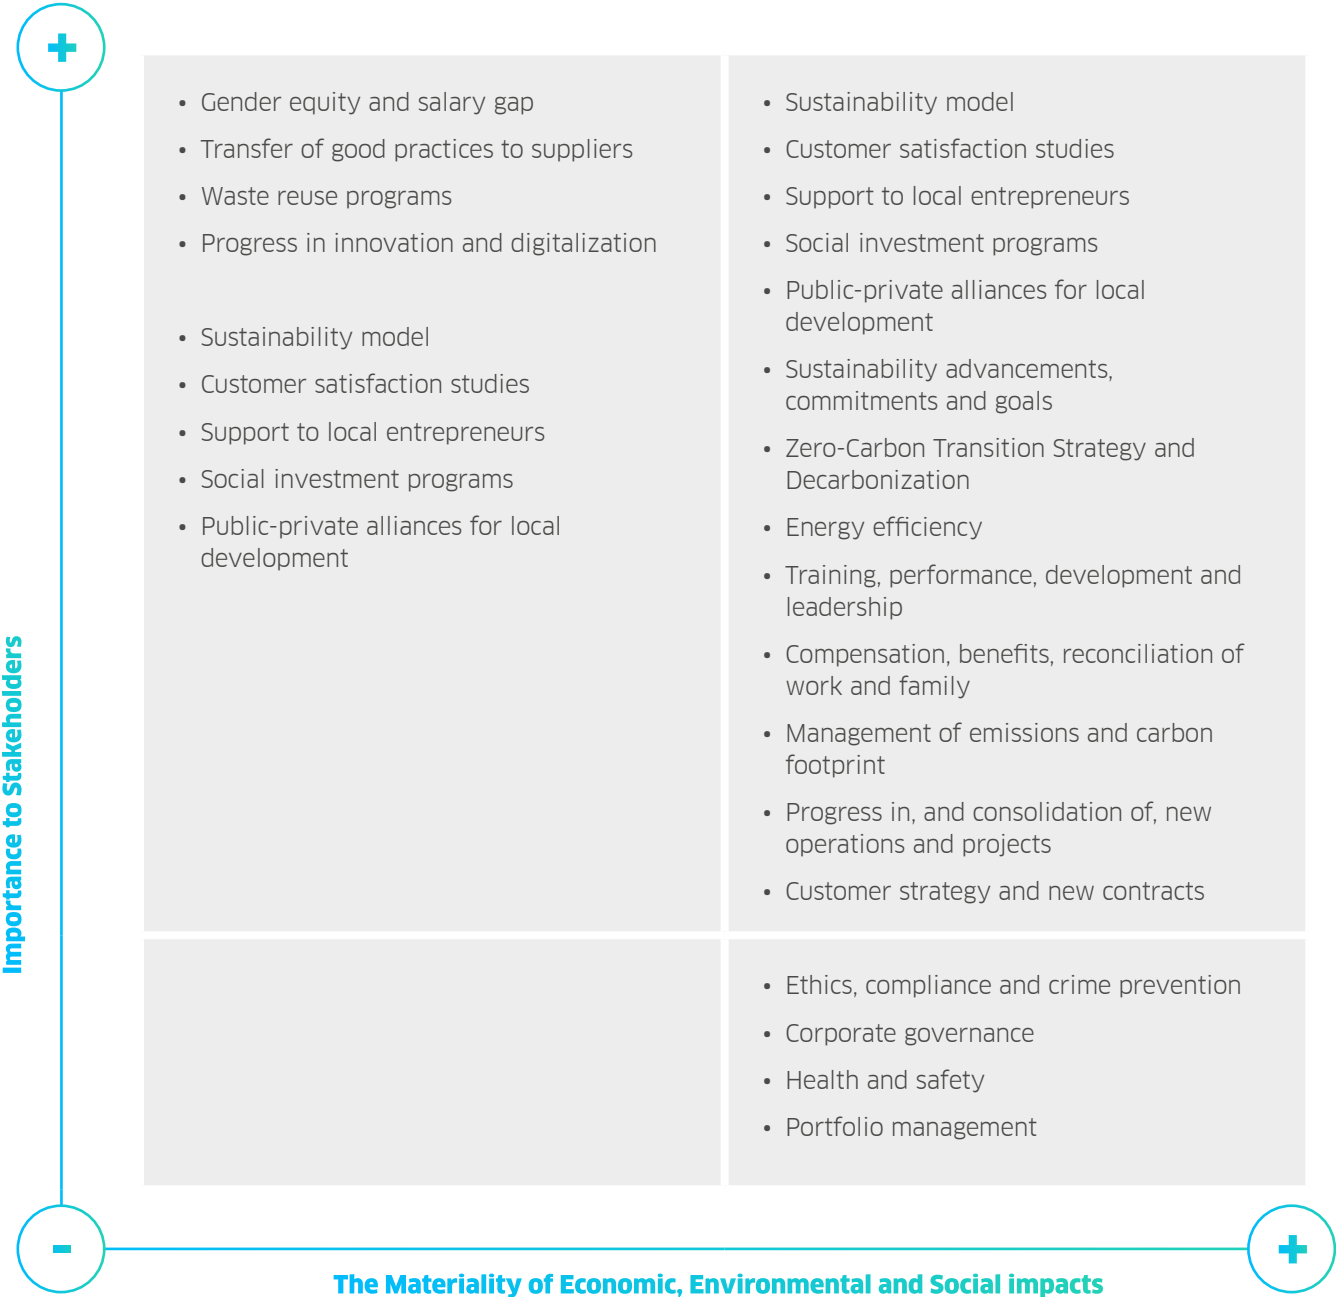 +
• Gender equity and salary gap
• Transfer of good practices to suppliers
• Waste reuse programs
• Progress in innovation and digitalization
• Sustainability model
• Customer satisfaction studies
• Support to local entrepreneurs
• Social investment programs
• Public-private alliances for local
development
• Sustainability model
• Customer satisfaction studies
• Support to local entrepreneurs
• Social investment programs
• Public-private alliances for local
development
• Sustainability advancements,
commitments and goals
• Zero-Carbon Transition Strategy and
Decarbonization
• Energy efficiency
• Training, performance, development and
leadership
• Compensation, benefits, reconciliation of
work and family
• Management of emissions and carbon
footprint
• Progress in, and consolidation of, new
operations and projects
• Customer strategy and new contracts
• Ethics, compliance and crime prevention
• Corporate governance
• Health and safety
• Portfolio management
Importance to Stakeholders
-
+
The Materiality of Economic, Environmental and Social impacts